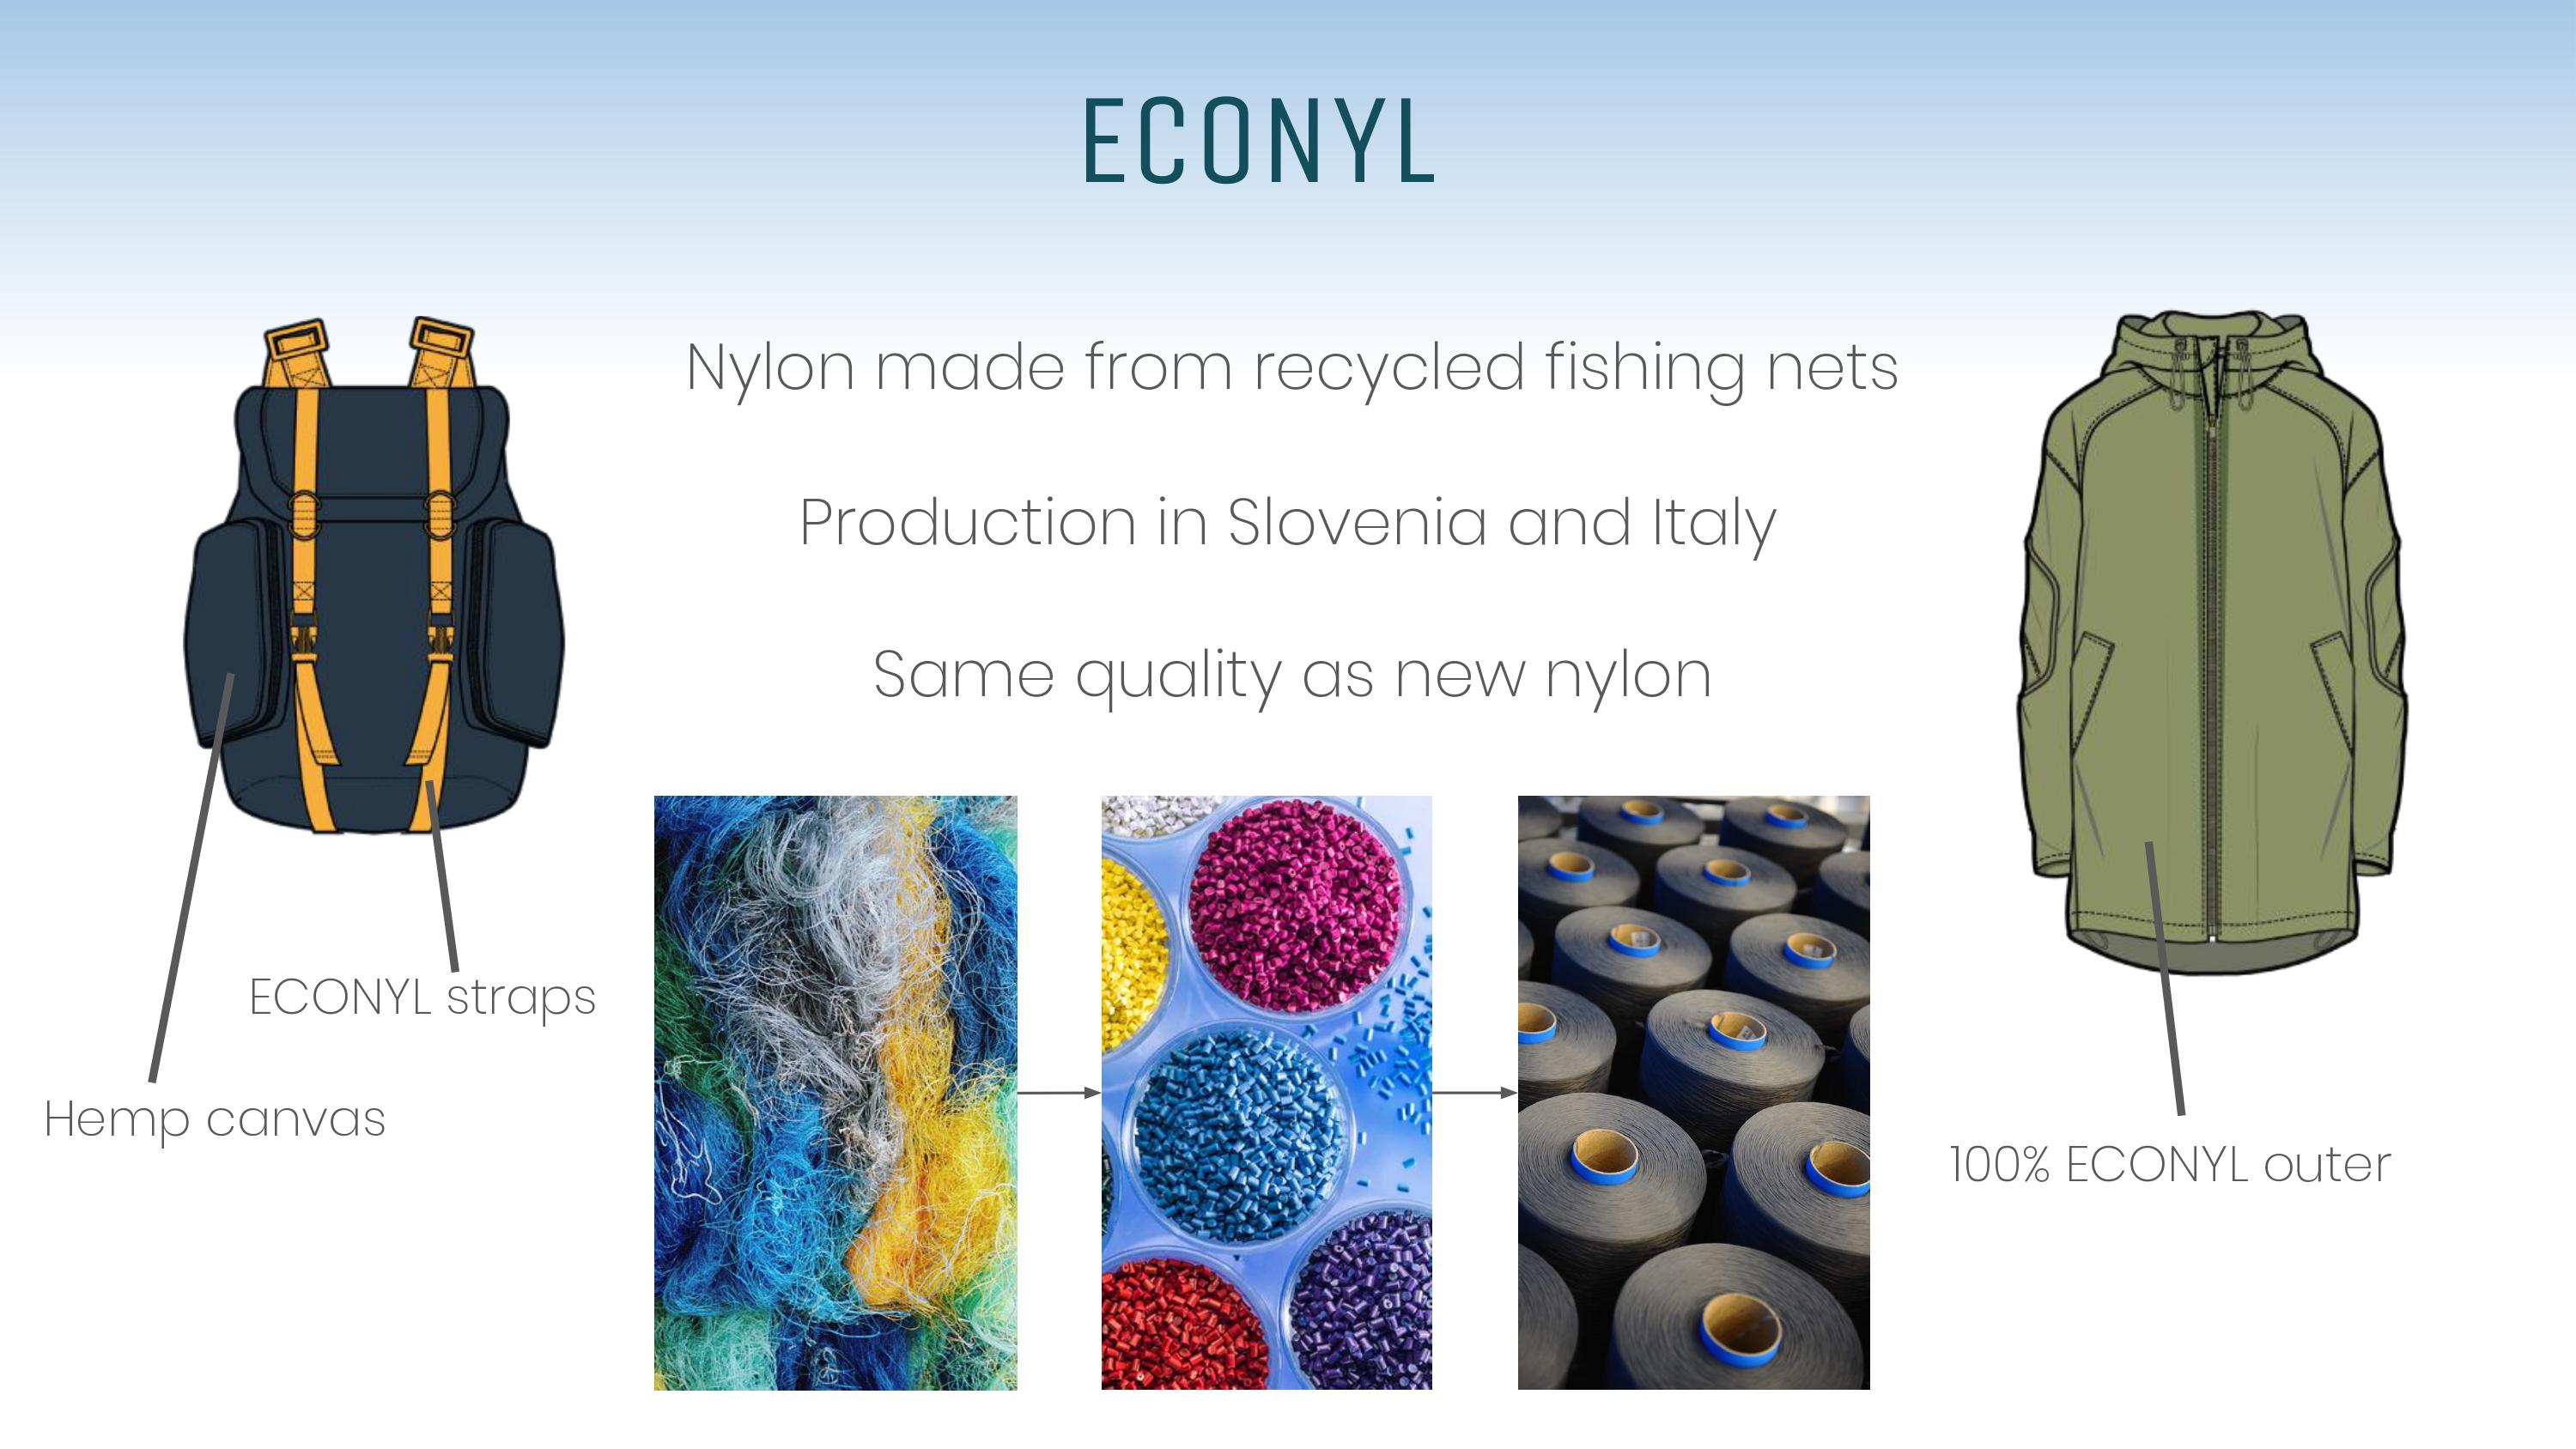 ECONYL
Nylon made from recycled fishing nets
Production in Slovenia and Italy
Same quality as new nylon
ECONYL straps
Hemp canvas
100% ECONYL outer